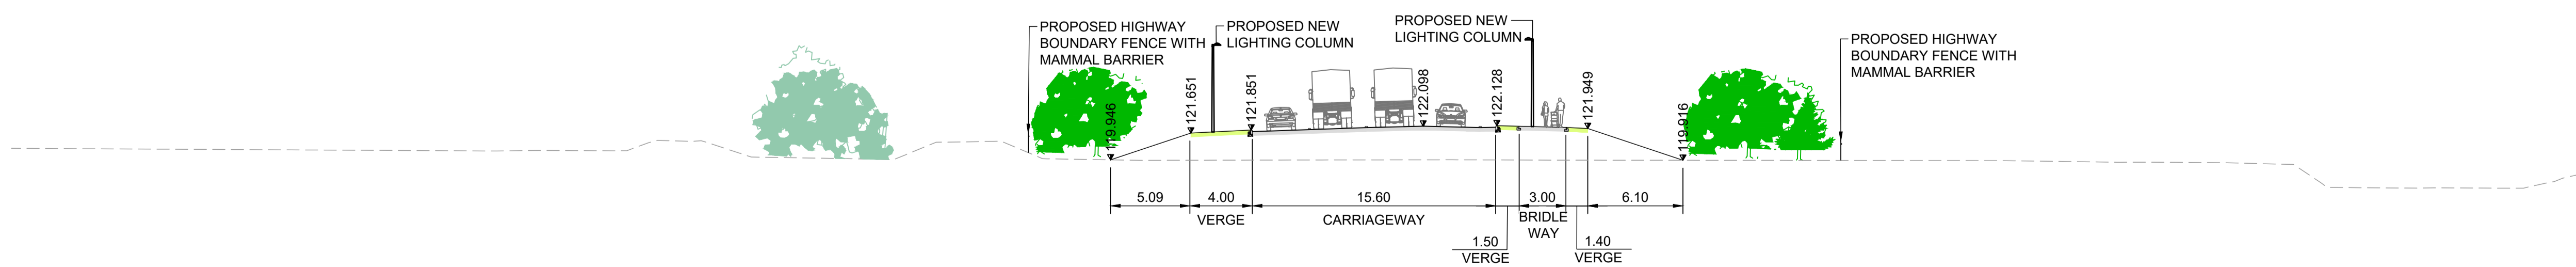 PROPOSED HIGHWAY
BOUNDARY FENCE WITH
MAMMAL BARRIER
PROPOSED NEW
LIGHTING COLUMN
PROPOSED NEW
LIGHTING COLUMN
PROPOSED HIGHWAY
BOUNDARY FENCE WITH
MAMMAL BARRIER
119.946
121.651
121.851
122.098
122.128
121.949
119.916
5.09
4.00
15.60
3.00
6.10
VERGE
CARRIAGEWAY
BRIDLE
WAY
1.50
VERGE
1.40
VERGE